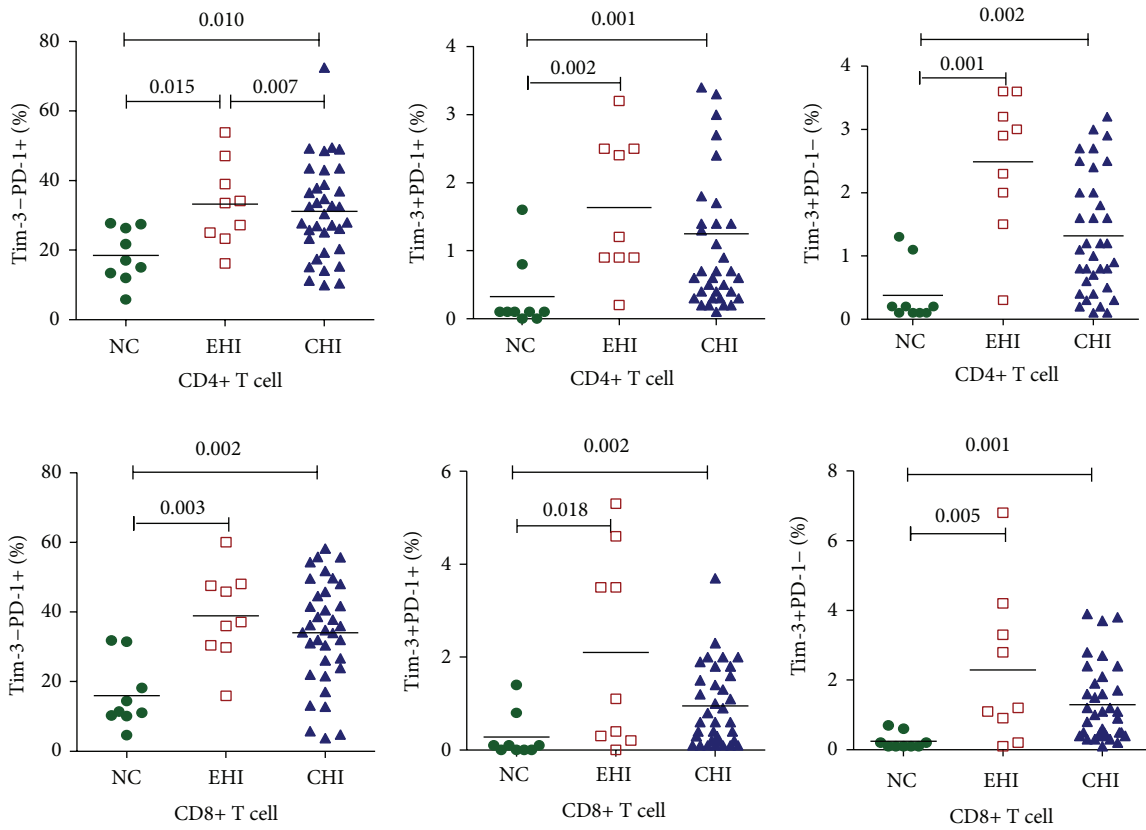 0.010
0.015
0.007
80
60
40
20
0
Tim-3−PD-1+ (%)
NC EHI CHI
CD4+ T cell
0.001
0.002
4
3
2
1
0
Tim-3+PD-1+ (%)
NC EHI CHI
CD4+ T cell
0.002
0.001
4
3
2
1
0
Tim-3+PD-1− (%)
NC EHI CHI
CD4+ T cell
0.002
0.003
80
60
40
20
0
Tim-3−PD-1+ (%)
NC EHI CHI
CD8+ T cell
0.002
0.018
6
4
2
0
Tim-3+PD-1+ (%)
NC EHI CHI
CD8+ T cell
0.001
0.005
8
6
4
2
0
Tim-3+PD-1− (%)
NC EHI CHI
CD8+ T cell